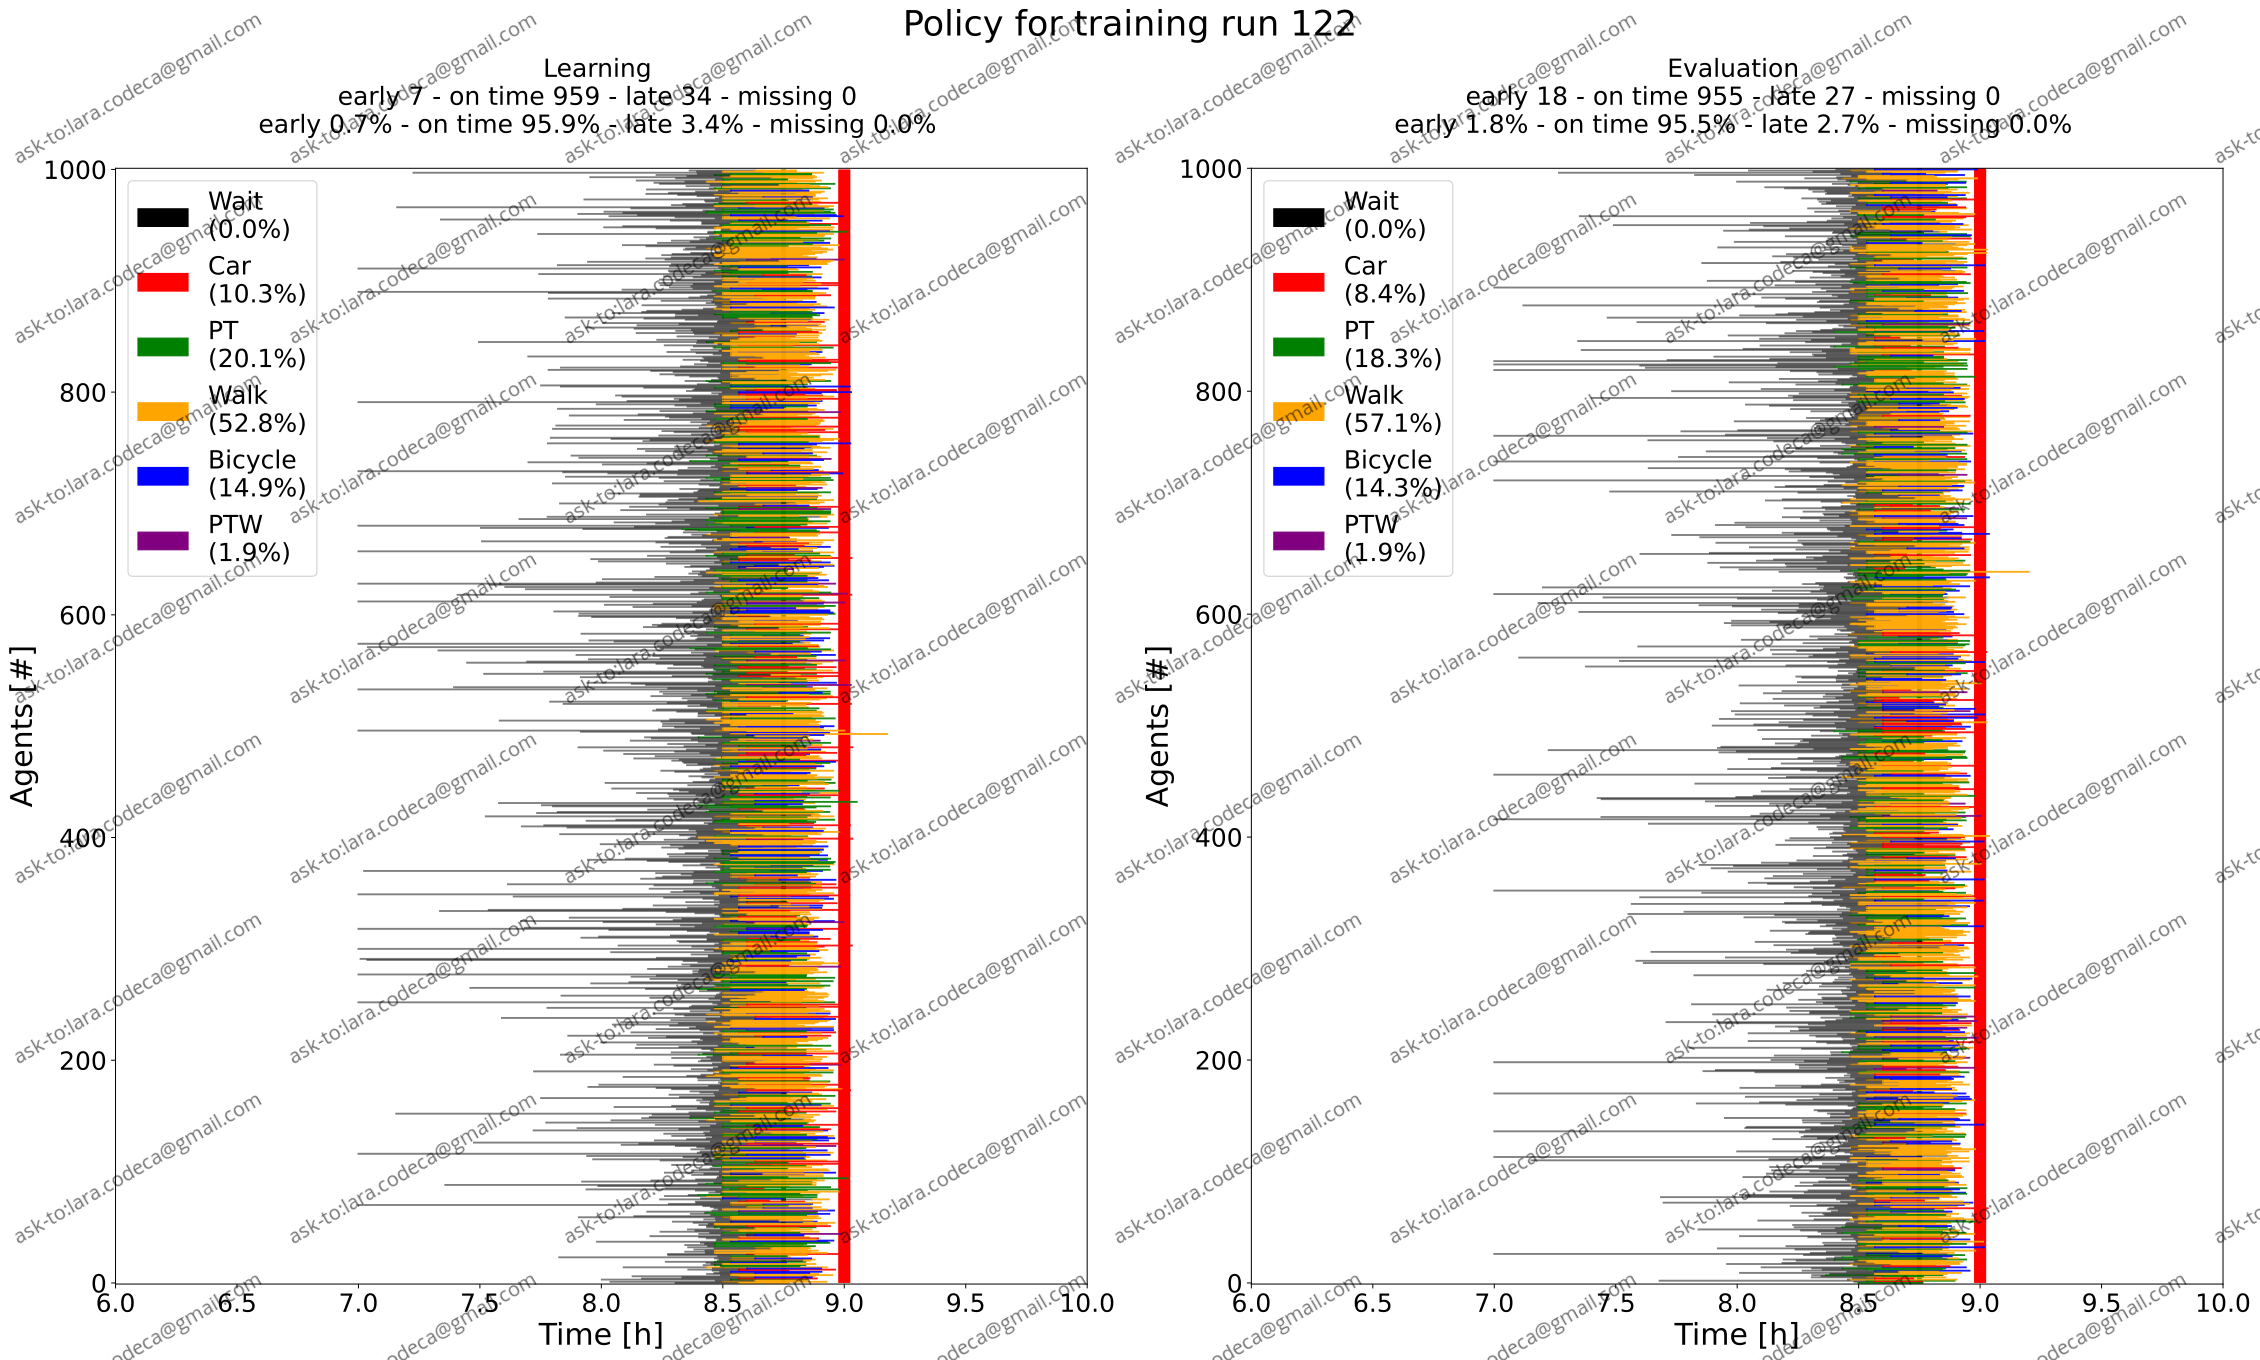 Policy for training run 122
Learning
early 7 - on time 959 - late 34 - missing 0
early 0.7% - on time 95.9% - late 3.4% - missing 0.0%
Wait
(0.0%)
Car
(10.3%)
PT
(20.1%)
Walk
(52.8%)
Bicycle
(14.9%)
PTW
(1.9%)
1000
800
600
400
200
0
Agents [#]
6.0 6.5 7.0 7.5 8.0 8.5 9.0 9.5 10.0
Time [h]
Evaluation
early 18 - on time 955 - late 27 - missing 0
early 1.8% - on time 95.5% - late 2.7% - missing 0.0%
Wait
(0.0%)
Car
(8.4%)
PT
(18.3%)
Walk
(57.1%)
Bicycle
(14.3%)
PTW
(1.9%)
1000
800
600
400
200
0
Agents [#]
6.0 6.5 7.0 7.5 8.0 8.5 9.0 9.5 10.0
Time [h]
ask-to:lara.codeca@gmail.com